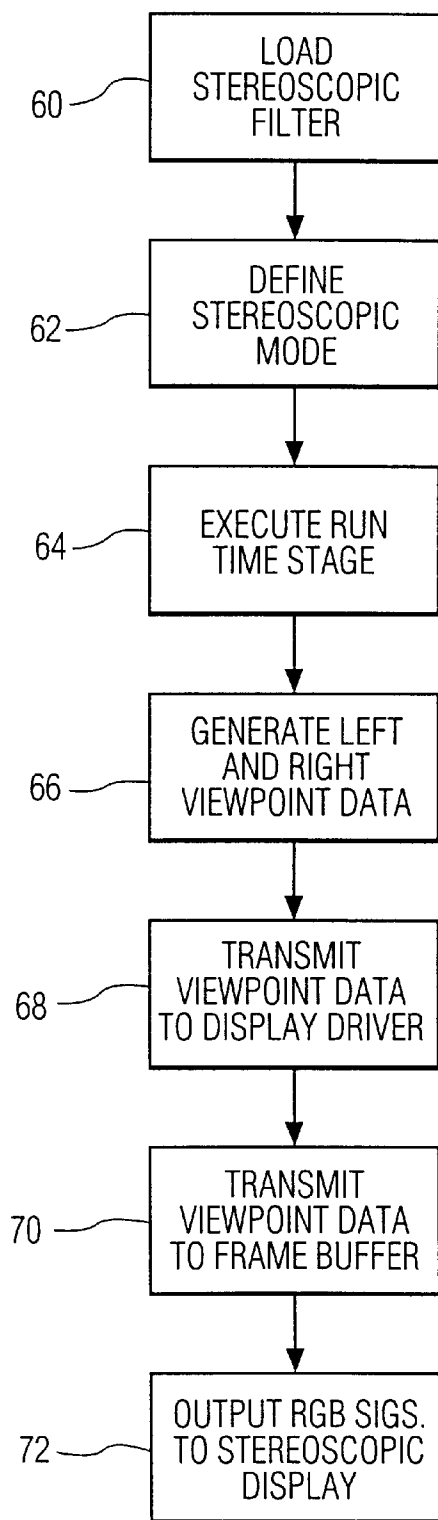 60
LOAD
STEREOSCOPIC
FILTER
62
DEFINE
STEREOSCOPIC
MODE
64
EXECUTE RUN
TIME STAGE
66
GENERATE LEFT
AND RIGHT
VIEWPOINT DATA
68
TRANSMIT
VIEWPOINT DATA
TO DISPLAY DRIVER
70
TRANSMIT
VIEWPOINT DATA
TO FRAME BUFFER
72
OUTPUT RGB SIGS.
TO STEREOSCOPIC
DISPLAY